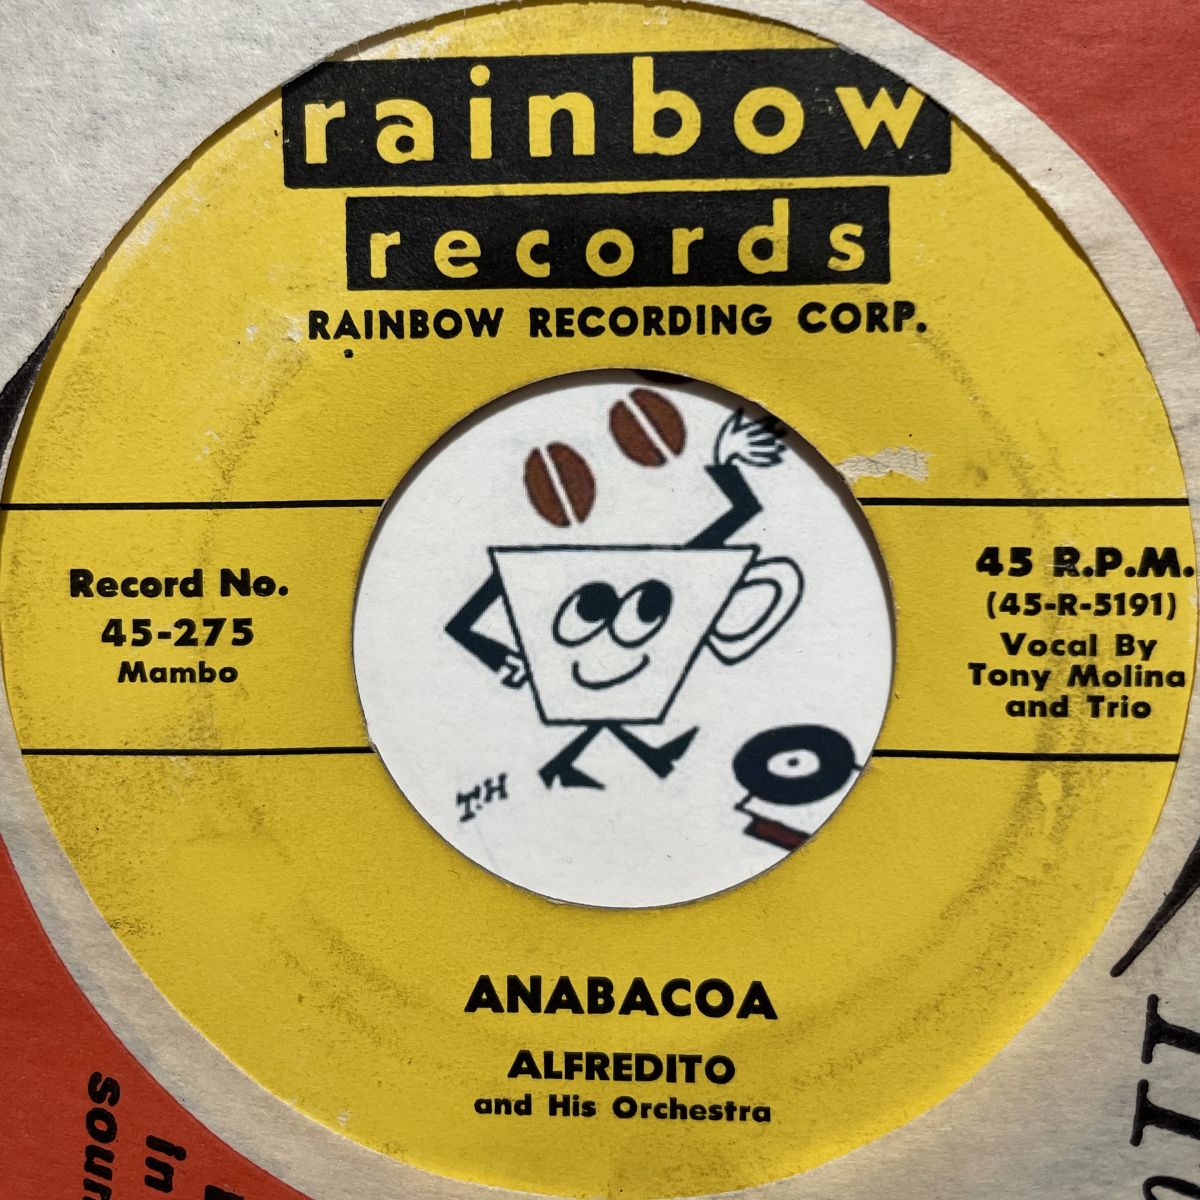 rainbow
records
RAINBOW RECORDING CORP.
Record No.
45-275
Mambo
45 R.P.M.
(45-R-5191)
Vocal By
Tony Molina
and Trio
T.H
ANABACOA
ALFREDITO
and His Orchestra
in